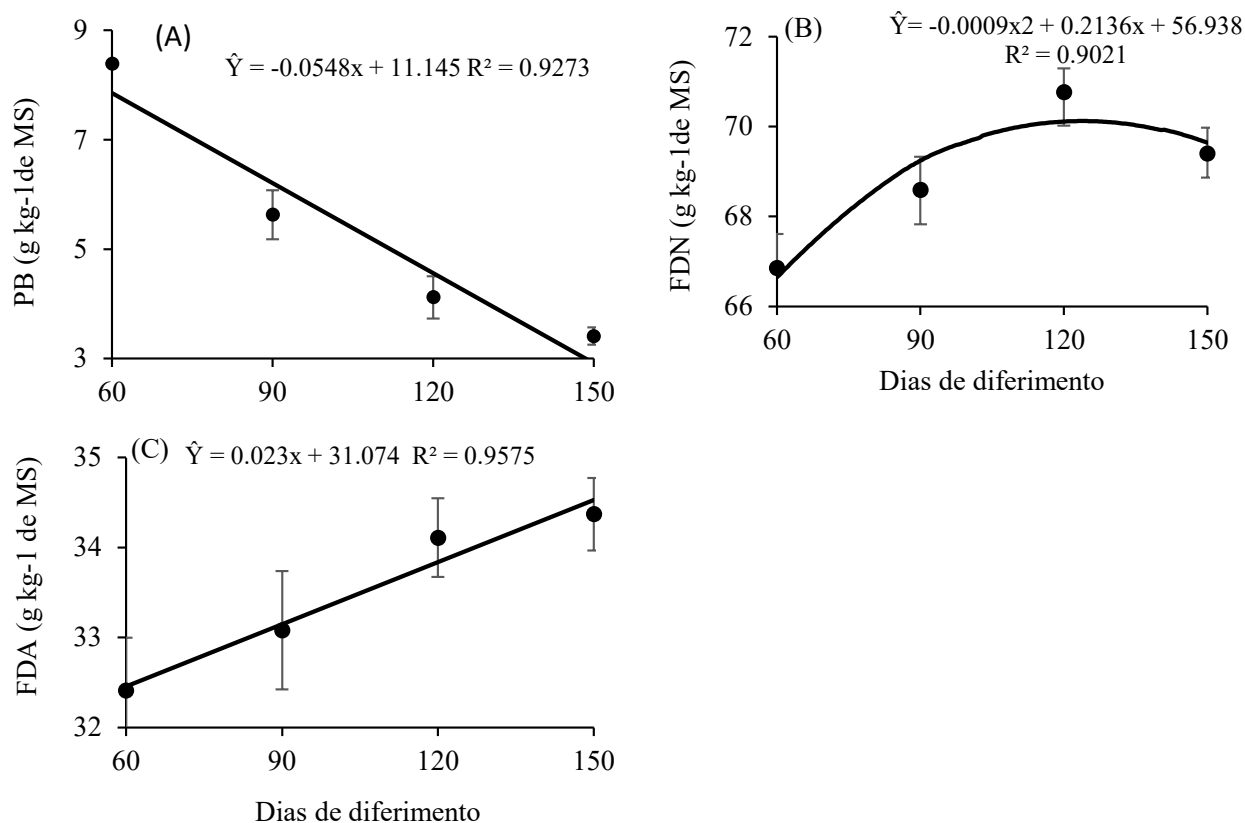 (A)
Ŷ = -0.0548x + 11.145 R² = 0.9273
PB (g kg-1de MS)
9
7
5
3
60 90 120 150
(B)
Ŷ= -0.0009x2 + 0.2136x + 56.938
R² = 0.9021
FDN (g kg-1de MS)
72
70
68
66
60 90 120 150
Dias de diferimento
(C)
Ŷ = 0.023x + 31.074 R² = 0.9575
FDA (g kg-1 de MS)
35
34
33
32
60 90 120 150
Dias de diferimento